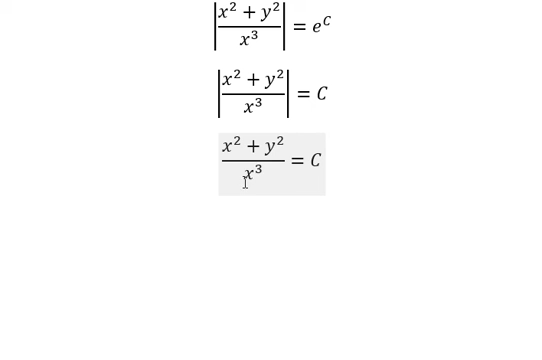 |x² + y² / x³| = e^C
|x² + y² / x³| = C
x² + y² / x³ = C